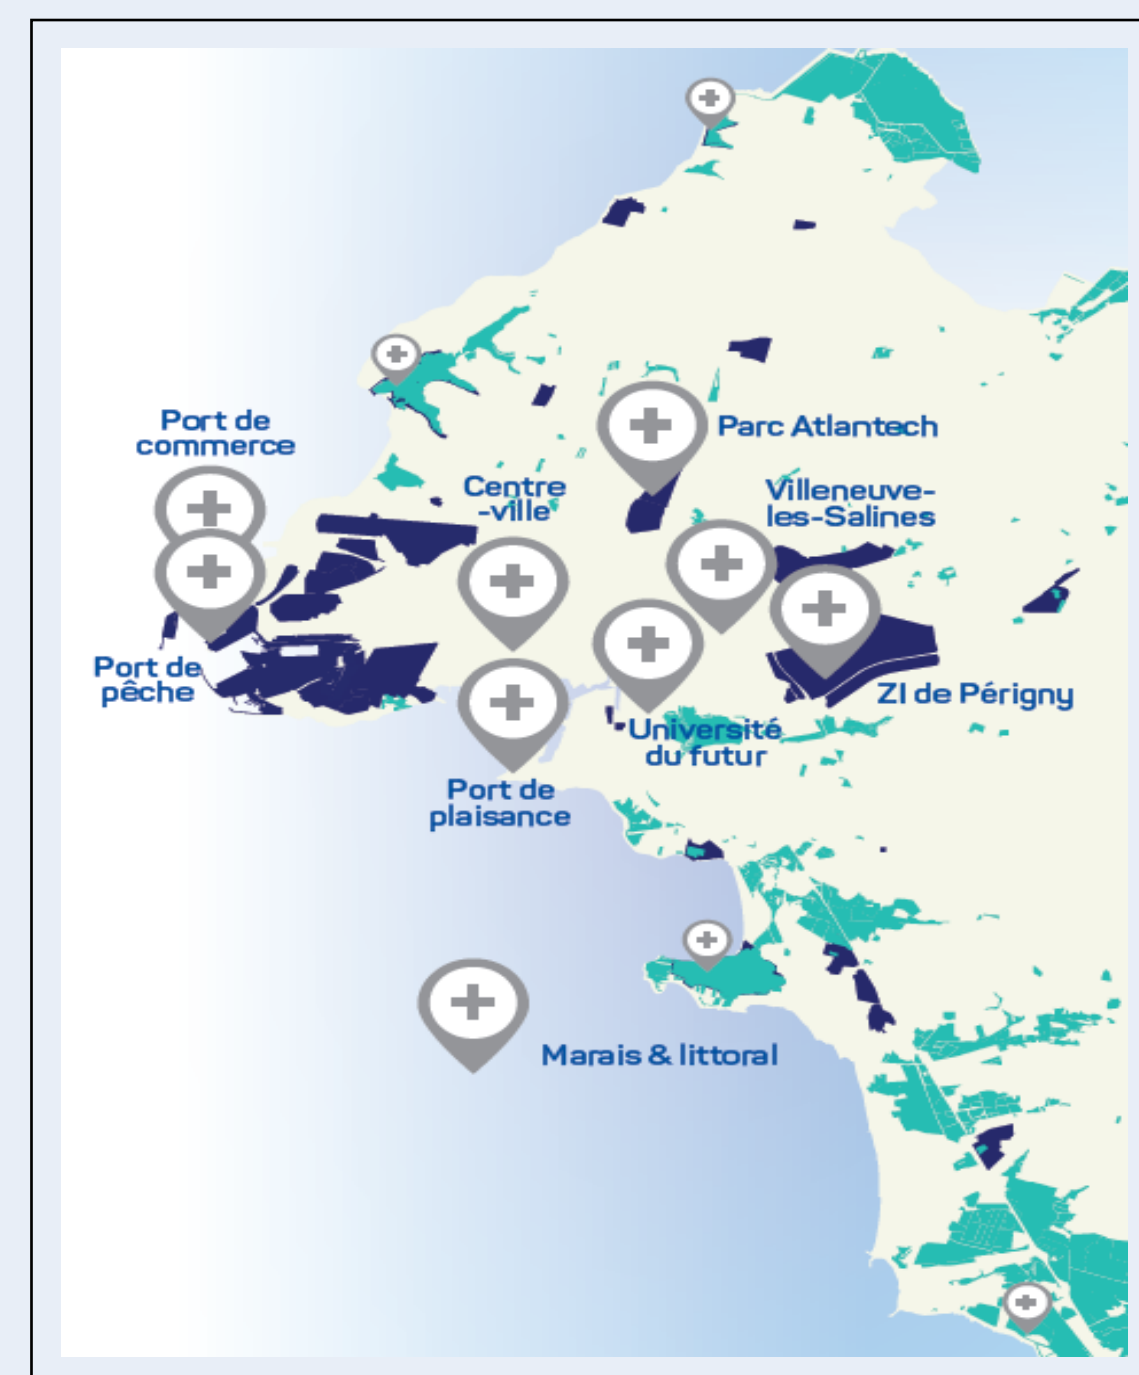 Port de
commerce
Parc Atlantech
Centre
-ville
Villeneuve-
les-Salines
Port de
pêche
ZI de Périgny
Université
du futur
Port de
plaisance
Marais & littoral